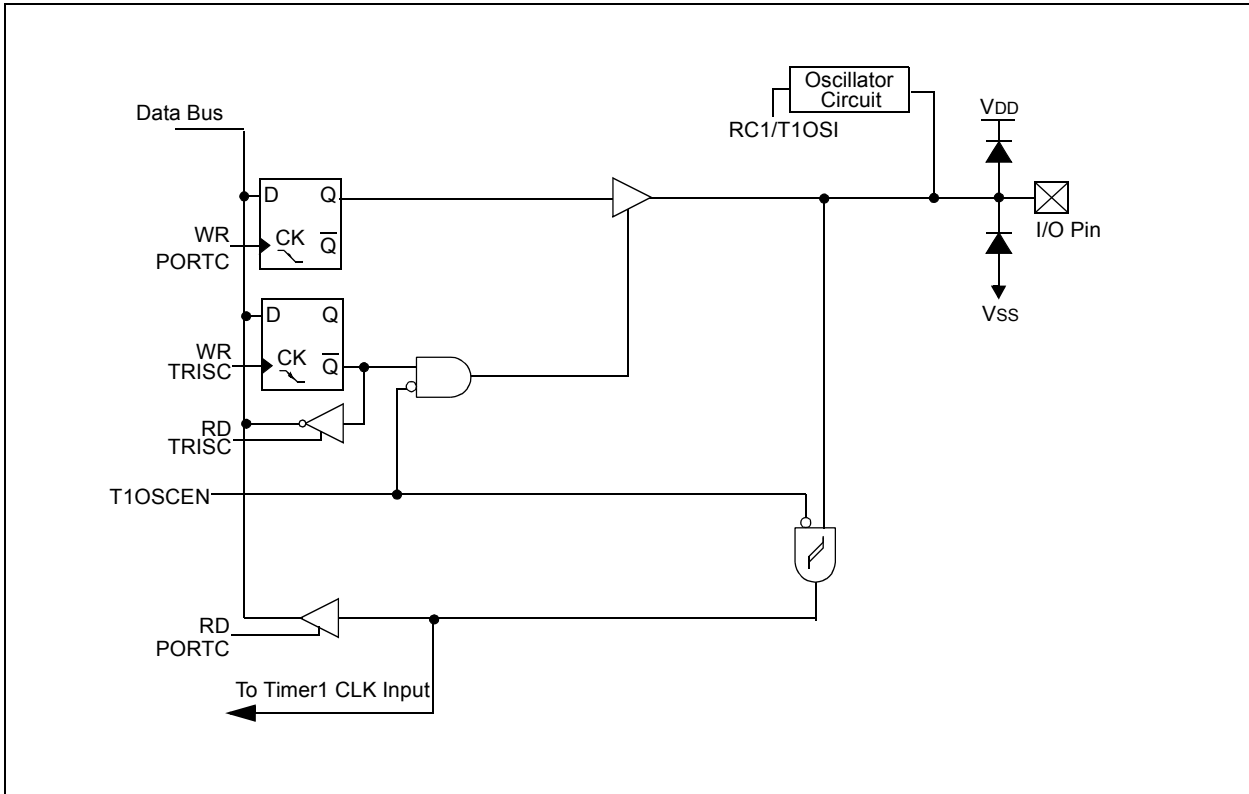 Oscillator
Circuit
Data Bus
VDD
RC1/T1OSI
D Q
WR
PORTC
CK Q
I/O Pin
D Q
VSS
WR
TRISC
CK Q
RD
TRISC
T1OSCEN
RD
PORTC
To Timer1 CLK Input